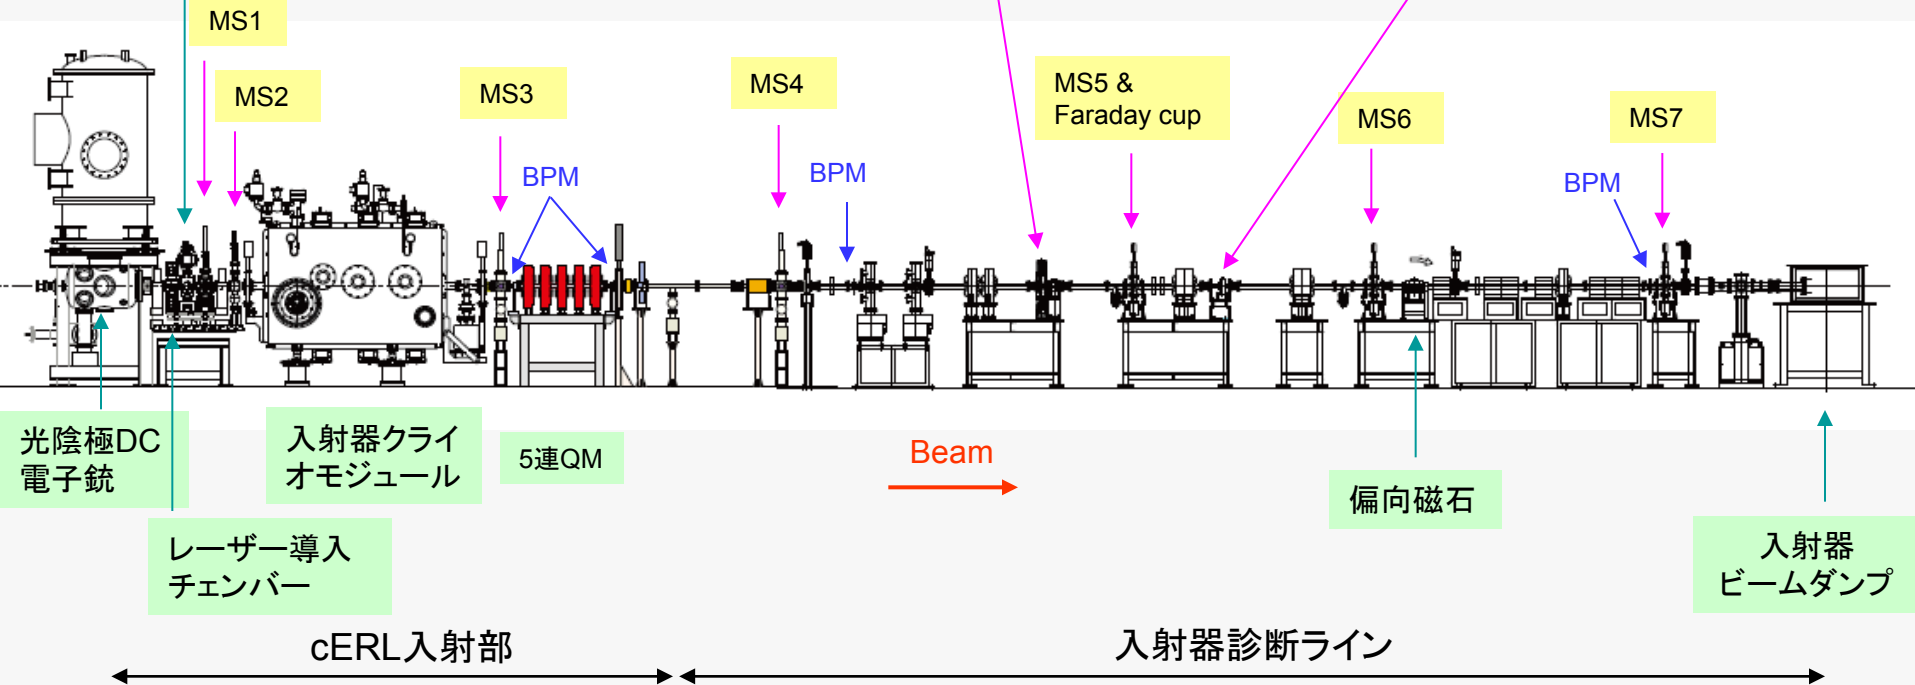 MS1
MS2
MS3
MS4
MS5 &
Faraday cup
MS6
MS7
BPM
BPM
BPM
光陰極DC
電子銃
入射器クライ
オモジュール
5連QM
Beam
偏向磁石
レーザー導入
チェンバー
入射器
ビームダンプ
cERL入射部
入射器診断ライン